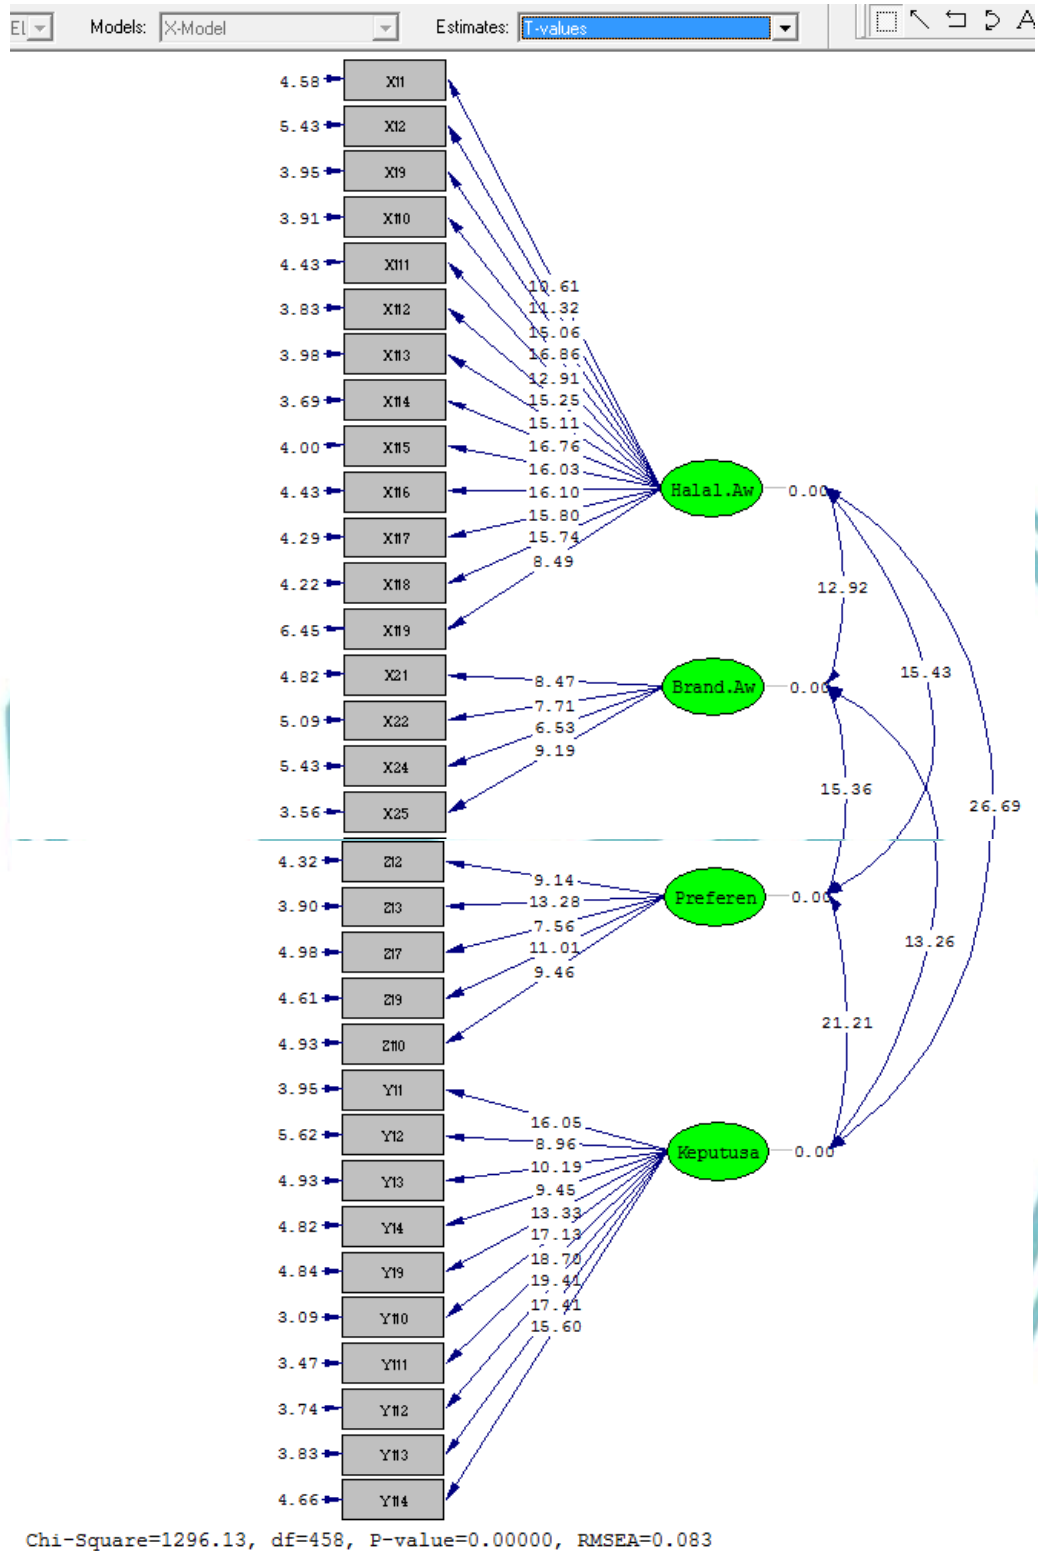 EL Models: X-Model Estimates: T-values A
4.58 X11
5.43 X12
3.95 X19
3.91 X110
4.43 X111
3.83 X112
3.98 X113
3.69 X114
4.00 X115
4.43 X116
4.29 X117
4.22 X118
6.45 X119
4.82 X21
5.09 X22
5.43 X24
3.56 X25
4.32 Z12
3.90 Z13
4.98 Z17
4.61 Z19
4.93 Z110
3.95 Y11
5.62 Y12
4.93 Y13
4.82 Y14
4.84 Y19
3.09 Y110
3.47 Y111
3.74 Y112
3.83 Y113
4.66 Y114
10.61
11.32
15.06
16.86
12.91
15.25
15.11
16.76
16.03
16.10
15.80
15.74
8.49
8.47
7.71
6.53
9.19
9.14
13.28
7.56
11.01
9.46
16.05
8.96
10.19
9.45
13.33
17.13
18.70
19.41
17.41
15.60
Halal.Aw 0.00
Brand.Aw 0.00
Preferen 0.00
Keputusa 0.00
12.92
15.43
15.36
26.69
13.26
21.21
Chi-Square=1296.13, df=458, P-value=0.00000, RMSEA=0.083